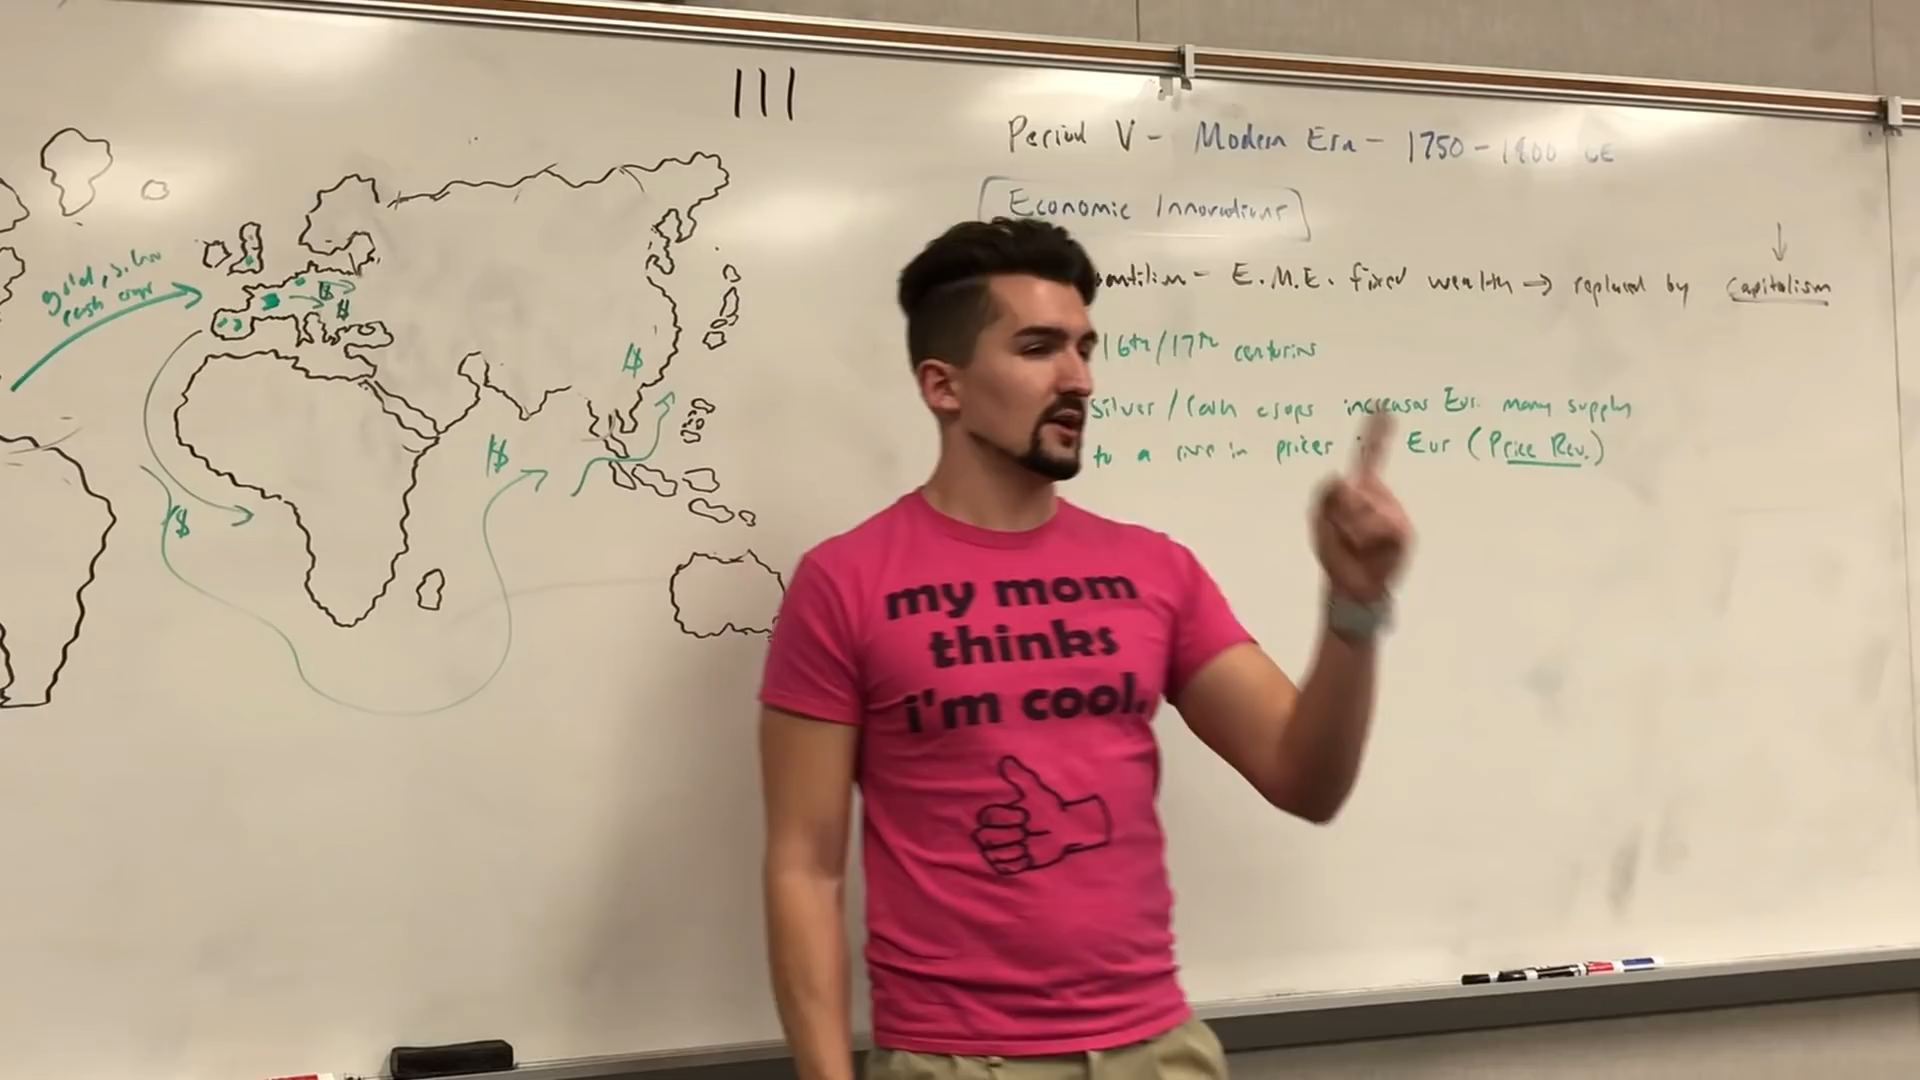 III
Period V - Modern Era - 1750 - 1900 CE
Economic Innovations
E.M.E. fixed wealth → replaced by capitalism
16th/17th centuries
Silver / Cash crops increases Eur. money supply
to a rise in prices in Eur (Price Rev.)
gold, silver
cash crops
$
$
$
$
$
my mom
thinks
i'm cool.